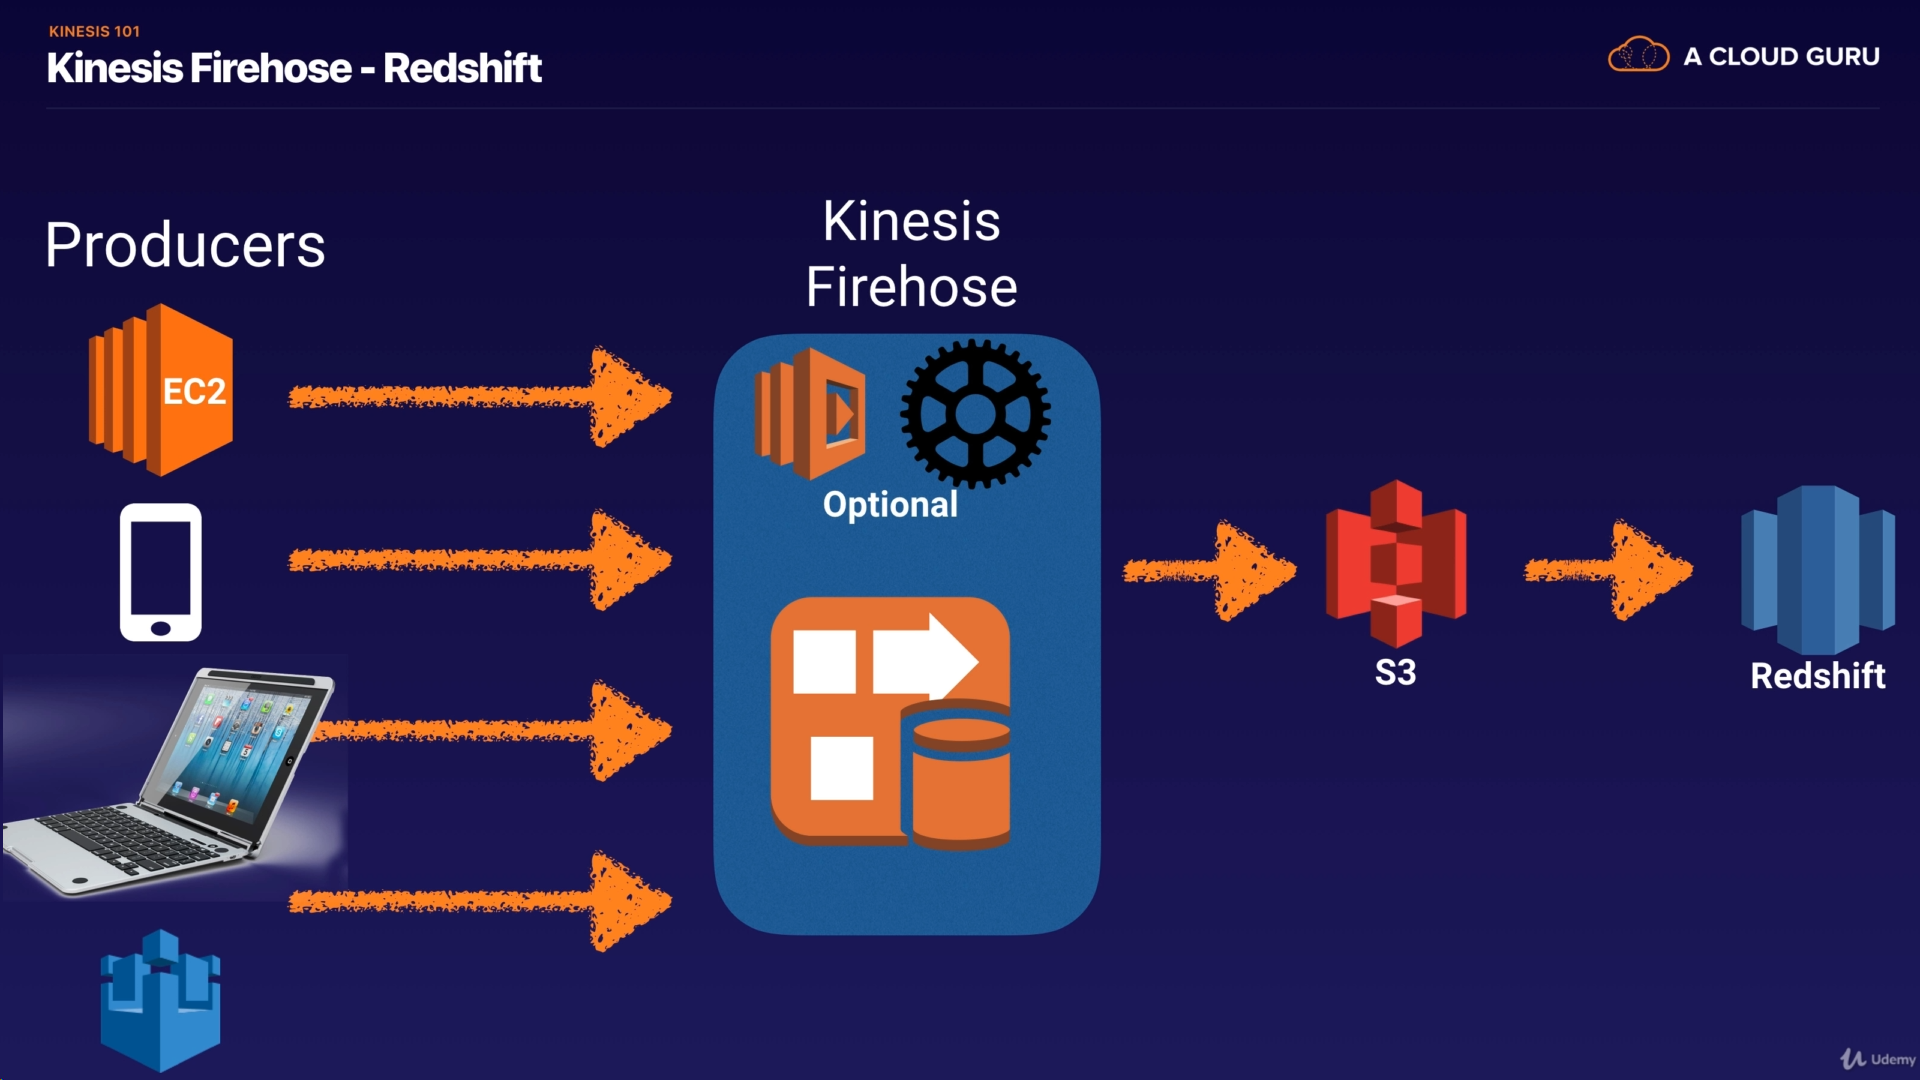 KINESIS 101
Kinesis Firehose - Redshift
A CLOUD GURU
Producers
Kinesis
Firehose
EC2
Optional
S3
Redshift
Udemy